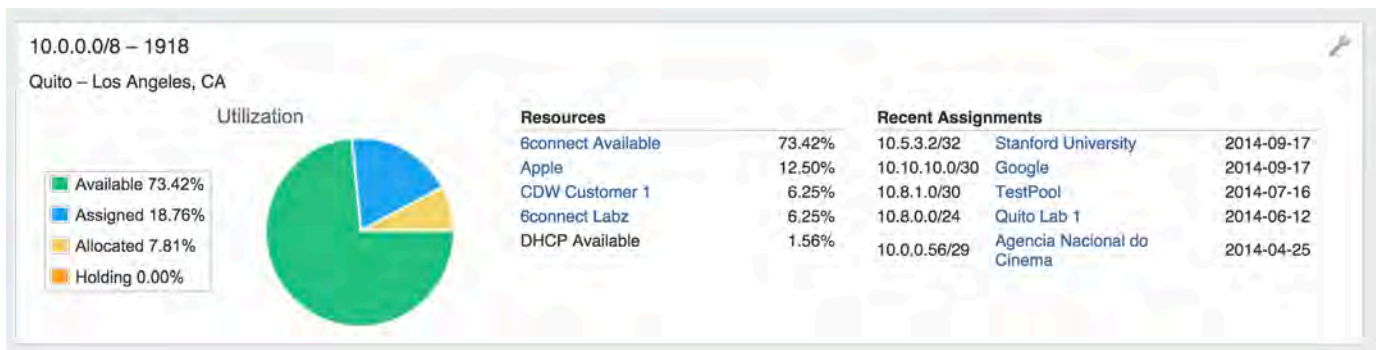 10.0.0.0/8 – 1918
Quito – Los Angeles, CA
Utilization
Available 73.42%
Assigned 18.76%
Allocated 7.81%
Holding 0.00%
Resources
6connect Available 73.42%
Apple 12.50%
CDW Customer 1 6.25%
6connect Labz 6.25%
DHCP Available 1.56%
Recent Assignments
10.5.3.2/32 Stanford University 2014-09-17
10.10.10.0/30 Google 2014-09-17
10.8.1.0/30 TestPool 2014-07-16
10.8.0.0/24 Quito Lab 1 2014-06-12
10.0.0.56/29 Agencia Nacional do 2014-04-25
Cinema